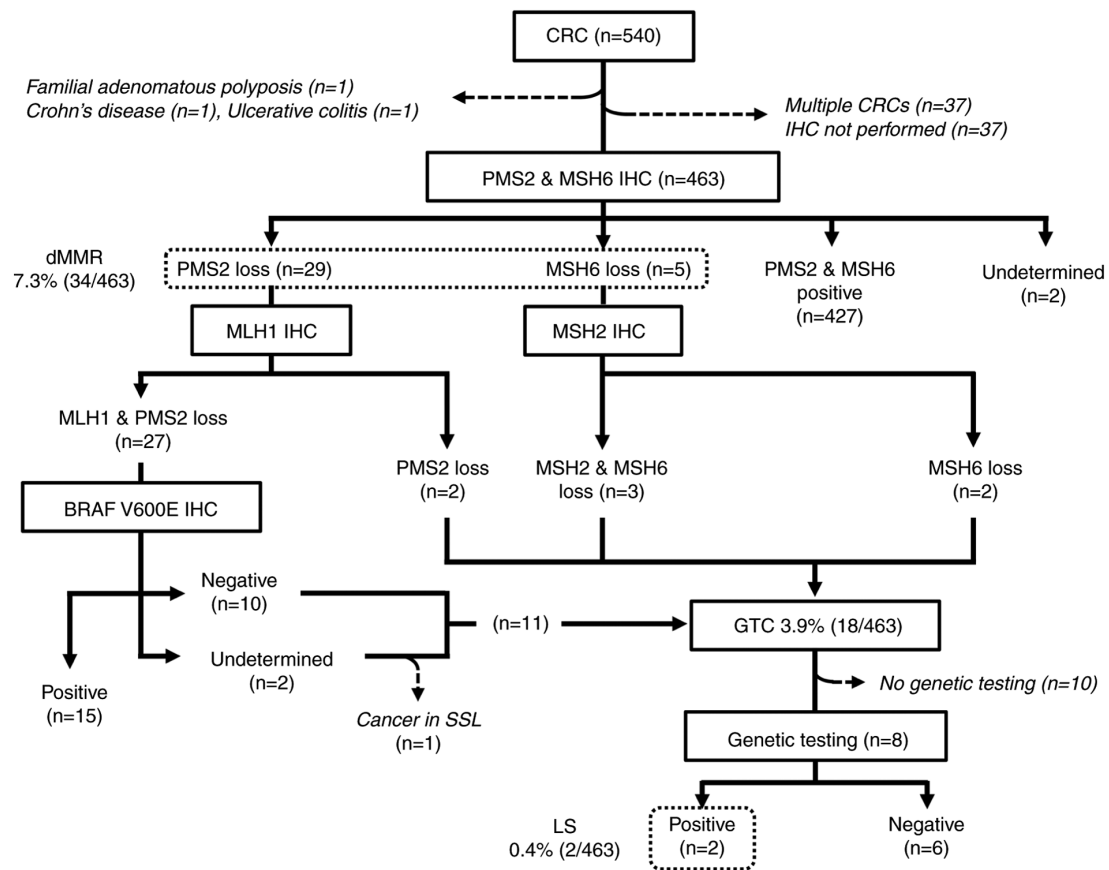 CRC (n=540)
Familial adenomatous polyposis (n=1)
Crohn's disease (n=1), Ulcerative colitis (n=1)
Multiple CRCs (n=37)
IHC not performed (n=37)
PMS2 & MSH6 IHC (n=463)
dMMR
7.3% (34/463)
PMS2 loss (n=29)
MSH6 loss (n=5)
PMS2 & MSH6
positive
(n=427)
Undetermined
(n=2)
MLH1 IHC
MSH2 IHC
MLH1 & PMS2 loss
(n=27)
PMS2 loss
(n=2)
MSH2 & MSH6
loss (n=3)
MSH6 loss
(n=2)
BRAF V600E IHC
Negative
(n=10)
(n=11)
GTC 3.9% (18/463)
Undetermined
(n=2)
Positive
(n=15)
Cancer in SSL
(n=1)
No genetic testing (n=10)
Genetic testing (n=8)
LS
0.4% (2/463)
Positive
(n=2)
Negative
(n=6)